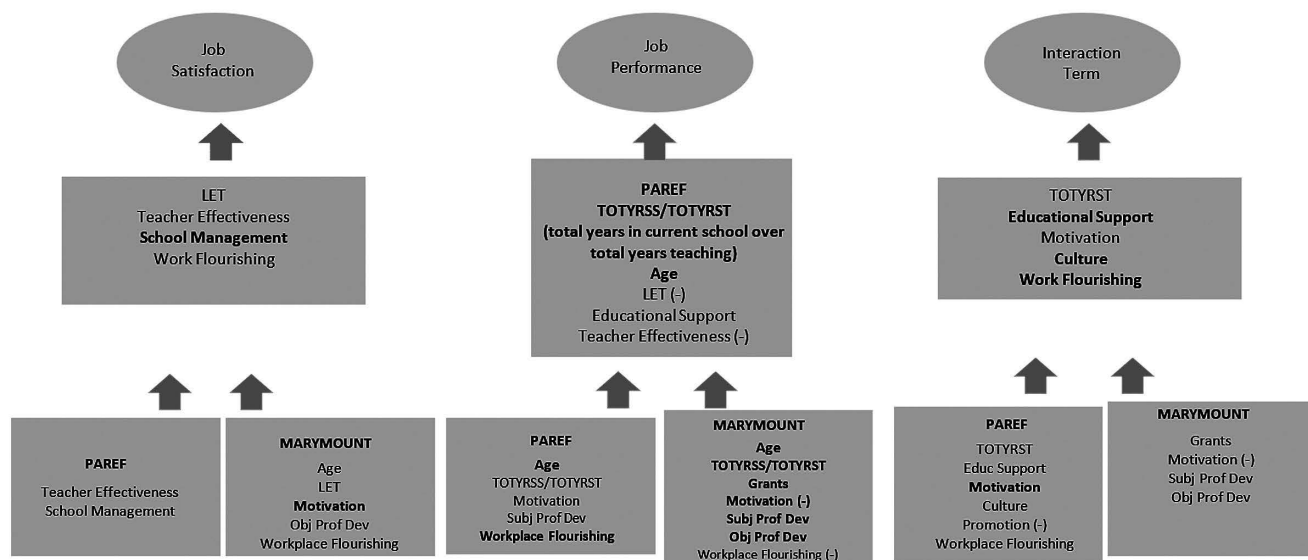 Job
Satisfaction
Job
Performance
Interaction
Term
LET
Teacher Effectiveness
School Management
Work Flourishing
PAREF
TOTYRSS/TOTYRST
(total years in current school over
total years teaching)
Age
LET (-)
Educational Support
Teacher Effectiveness (-)
TOTYRST
Educational Support
Motivation
Culture
Work Flourishing
PAREF
Teacher Effectiveness
School Management
MARYMOUNT
Age
LET
Motivation
Obj Prof Dev
Workplace Flourishing
PAREF
Age
TOTYRSS/TOTYRST
Motivation
Subj Prof Dev
Workplace Flourishing
MARYMOUNT
Age
TOTYRSS/TOTYRST
Grants
Motivation (-)
Subj Prof Dev
Obj Prof Dev
Workplace Flourishing (-)
PAREF
TOTYRST
Educ Support
Motivation
Culture
Promotion (-)
Workplace Flourishing
MARYMOUNT
Grants
Motivation (-)
Subj Prof Dev
Obj Prof Dev